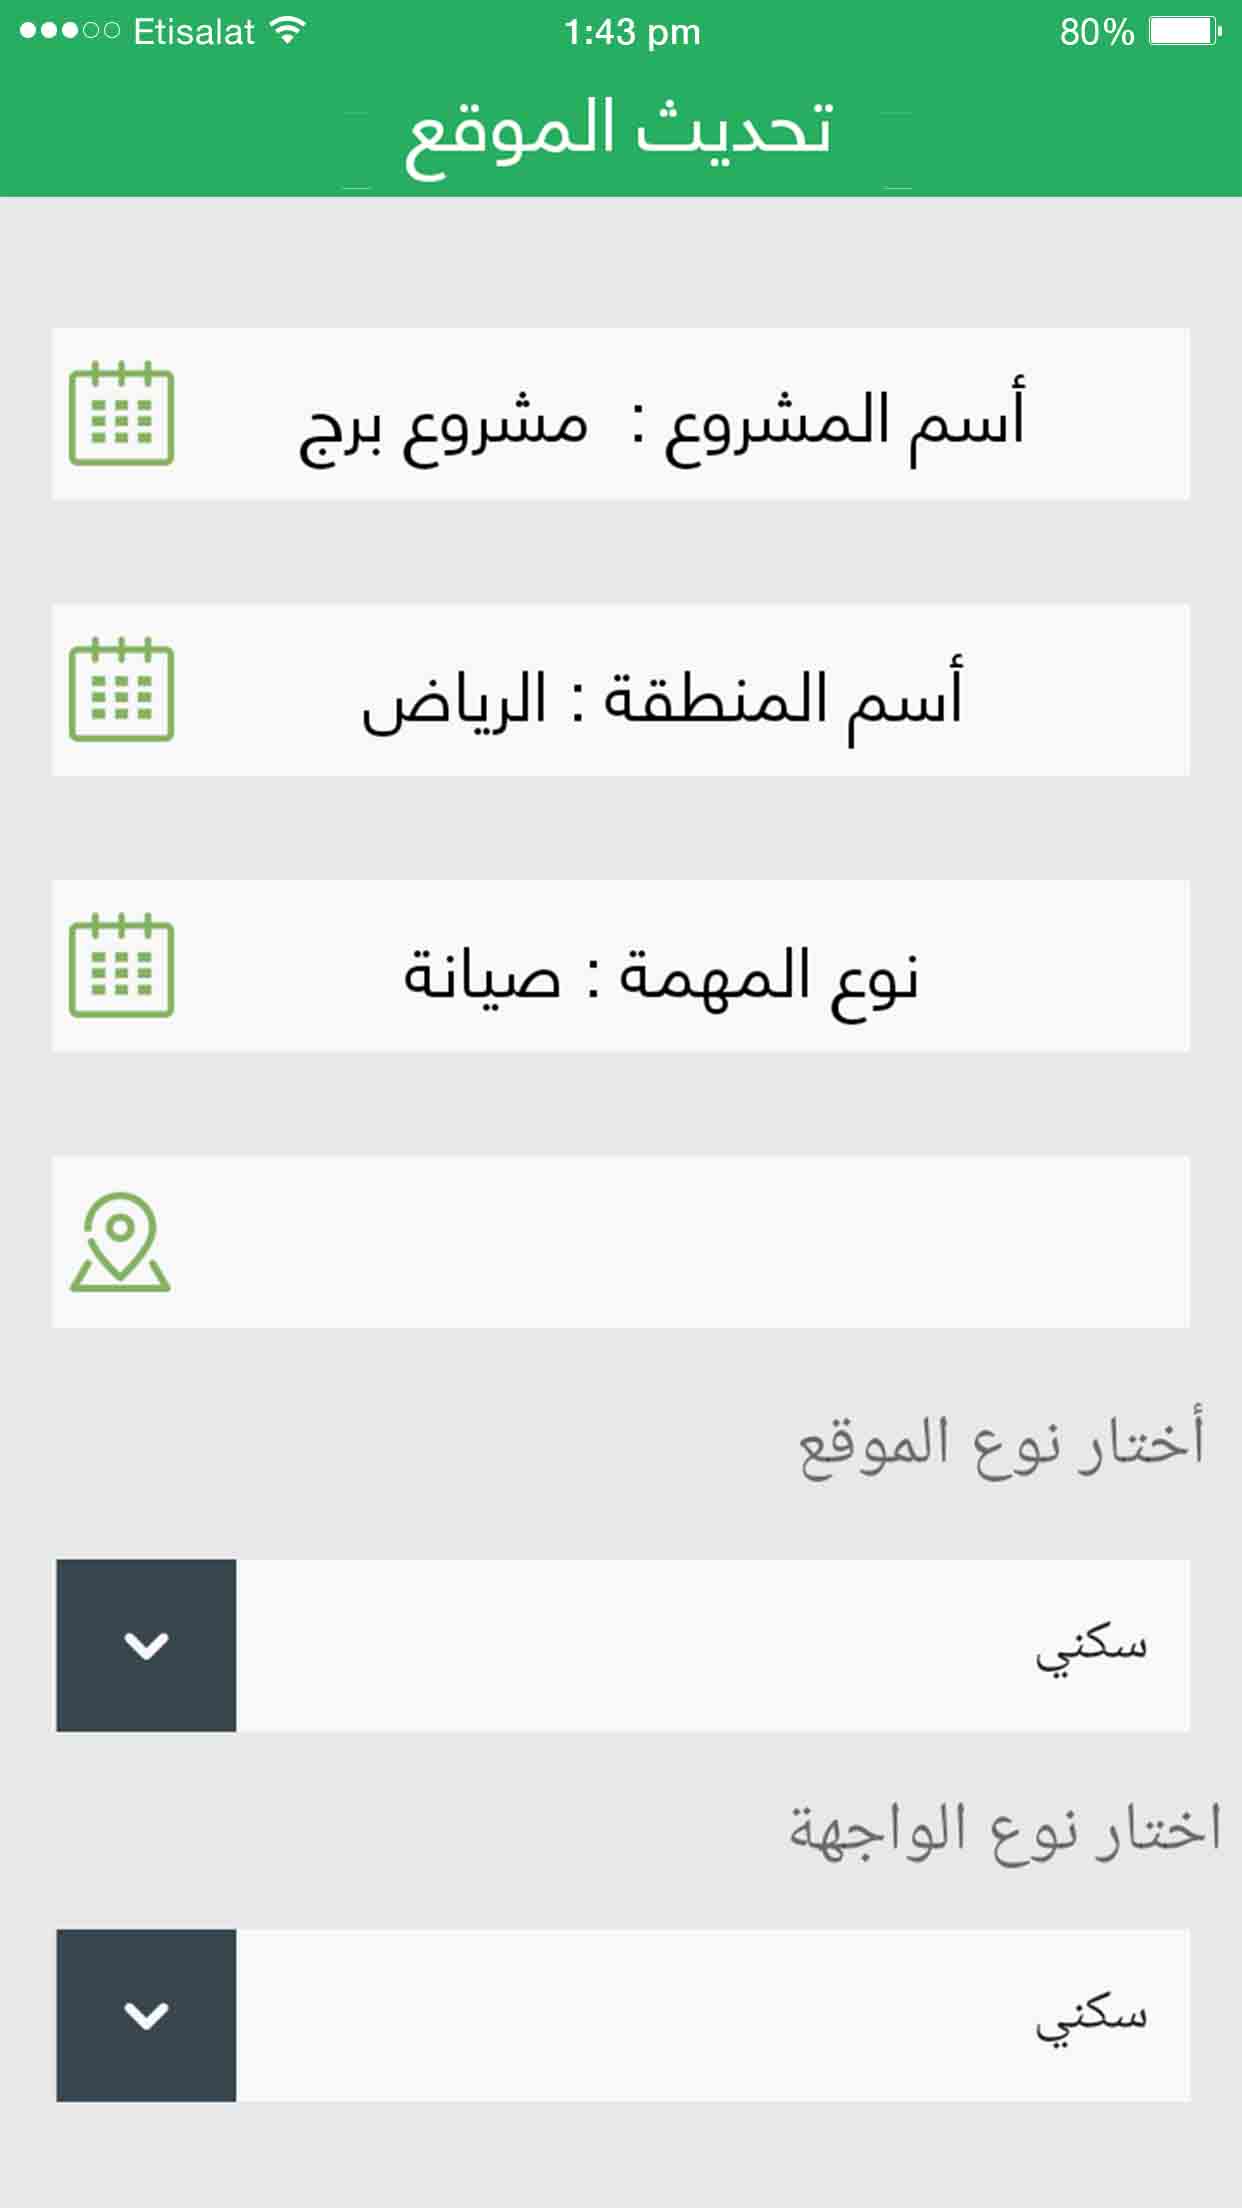 Etisalat 1:43 pm 80%
تحديث الموقع
أسم المشروع : مشروع برج
أسم المنطقة : الرياض
نوع المهمة : صيانة
أختار نوع الموقع
سكني
اختار نوع الواجهة
سكني